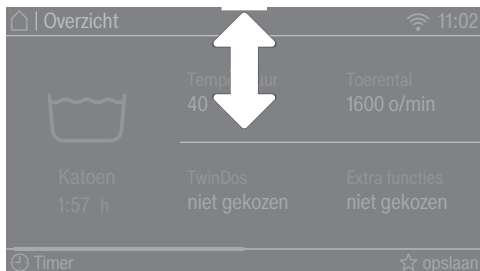 | Overzicht 11:02
Toerental
40 1600 o/min
Katoen TwinDos Extra functies
1:57 h niet gekozen niet gekozen
Timer opslaan